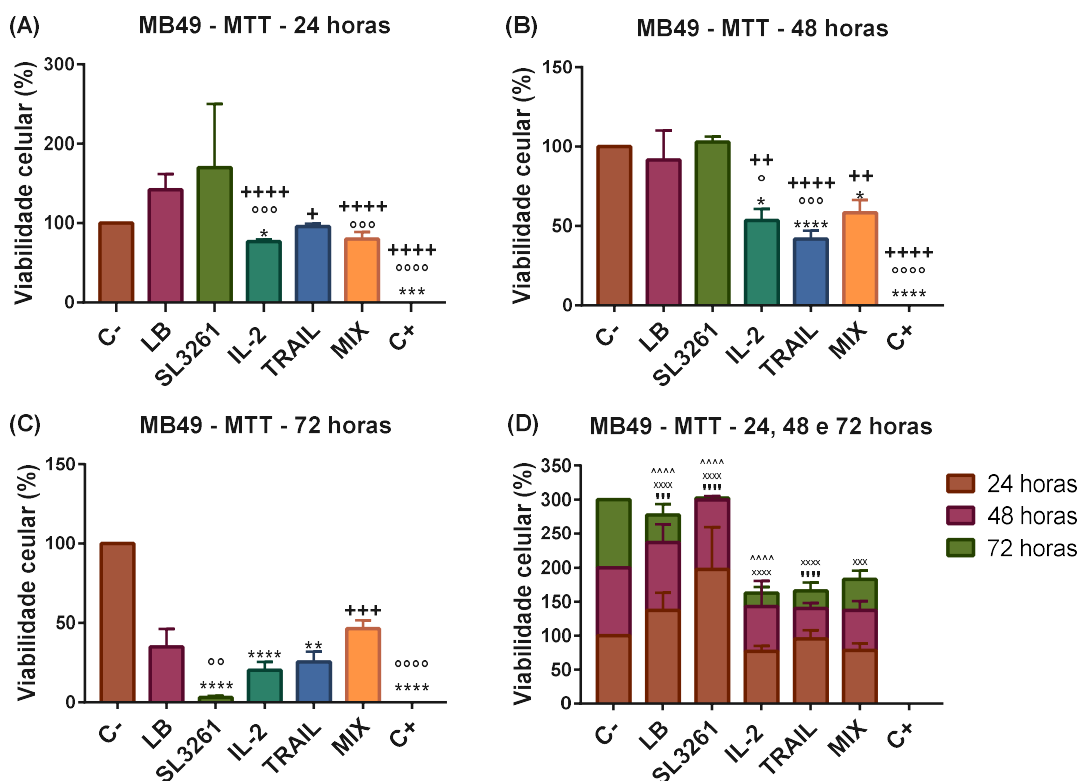 (A) MB49 - MTT - 24 horas
Viabilidade celular (%)
300
200
100
0
++++
°°°
*
+
++++
°°°
++++
°°°°
***
C- LB SL3261 IL-2 TRAIL MIX C+
(B) MB49 - MTT - 48 horas
Viabilidade ceular (%)
150
100
50
0
++
°
*
++++
°°°
****
++
*
++++
°°°°
****
C- LB SL3261 IL-2 TRAIL MIX C+
(C) MB49 - MTT - 72 horas
Viabilidade ceular (%)
150
100
50
0
°°
****
****
**
+++
°°°°
****
C- LB SL3261 IL-2 TRAIL MIX C+
(D) MB49 - MTT - 24, 48 e 72 horas
Viabilidade celular (%)
350
300
250
200
150
100
50
0
^^^^
xxxx
'''
^^^^
xxxx
''''
^^^^
xxxx
xxxx
''''
xxx
C- LB SL3261 IL-2 TRAIL MIX C+
24 horas
48 horas
72 horas